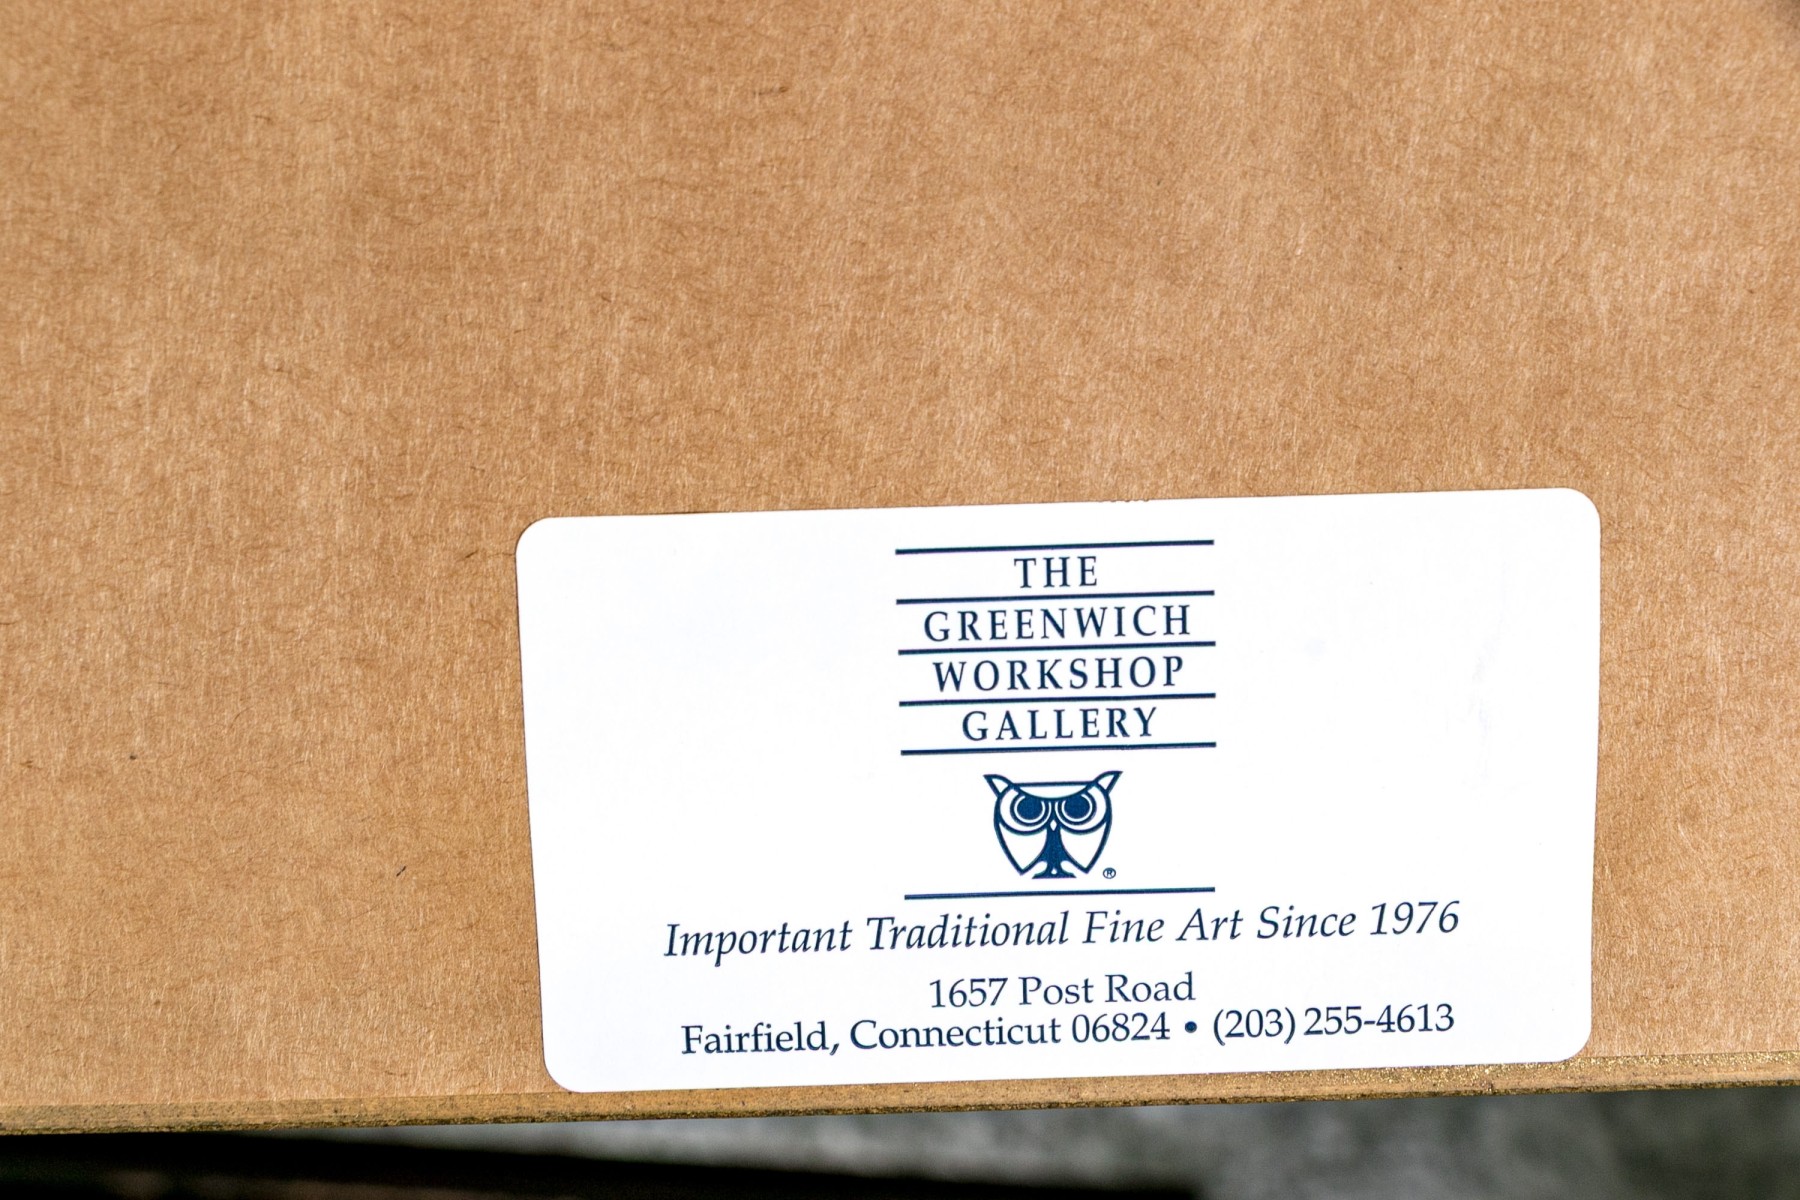 THE
GREENWICH
WORKSHOP
GALLERY
®
Important Traditional Fine Art Since 1976
1657 Post Road
Fairfield, Connecticut 06824 • (203) 255-4613